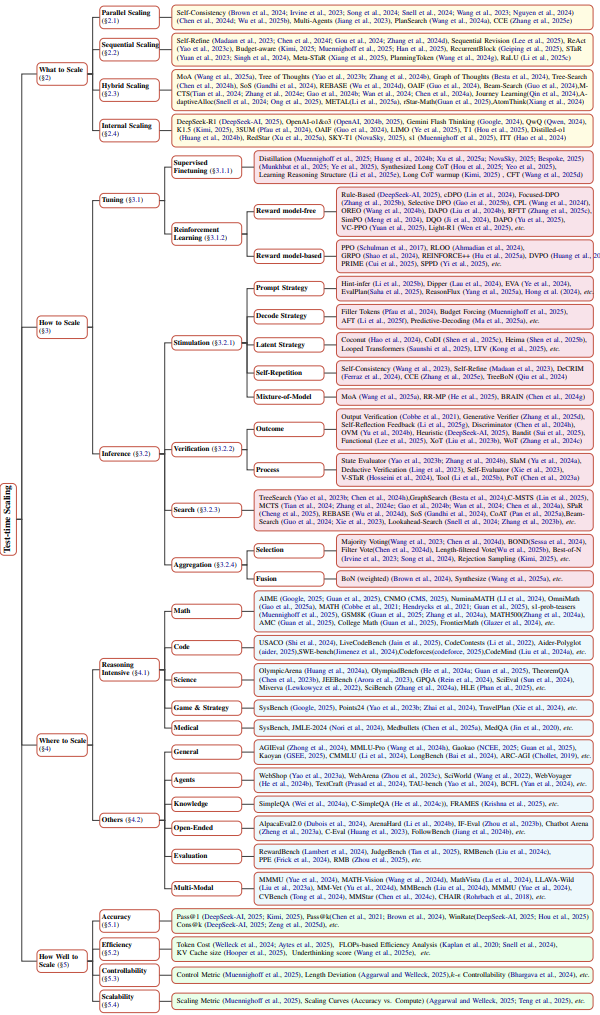 Test-time Scaling
What to Scale
(§2)
Parallel Scaling
(§2.1)
Self-Consistency (Brown et al., 2024; Irvine et al., 2023; Song et al., 2024; Snell et al., 2024; Wang et al., 2023; Nguyen et al., 2024)
(Chen et al., 2024d; Wu et al., 2025b), Multi-Agents (Jiang et al., 2023), PlanSearch (Wang et al., 2024a), CCE (Zhang et al., 2025e)
Sequential Scaling
(§2.2)
Self-Refine (Madaan et al., 2023; Chen et al., 2024f; Gou et al., 2024; Zhang et al., 2024d), Sequential Revision (Lee et al., 2025), ReAct
(Yao et al., 2023c), Budget-aware (Kimi, 2025; Muennighoff et al., 2025; Han et al., 2025), RecurrentBlock (Geiping et al., 2025), STaR
(Yuan et al., 2023; Singh et al., 2024), Meta-STaR (Xiang et al., 2025), PlanningToken (Wang et al., 2024g), RaLU (Li et al., 2025c)
Hybrid Scaling
(§2.3)
MoA (Wang et al., 2025a), Tree of Thoughts (Yao et al., 2023b; Zhang et al., 2024b), Graph of Thoughts (Besta et al., 2024), Tree-Search
(Chen et al., 2024h), SoS (Gandhi et al., 2024), REBASE (Wu et al., 2024d), OAIF (Guo et al., 2024), Beam-Search (Guo et al., 2024),M-
CTS(Tian et al., 2024; Zhang et al., 2024e; Gao et al., 2024b; Wan et al., 2024; Chen et al., 2024a), Journey Learning(Qin et al., 2024),A-
daptiveAlloc(Snell et al., 2024; Ong et al., 2025), METAL(Li et al., 2025a), rStar-Math(Guan et al., 2025),AtomThink(Xiang et al., 2024)
Internal Scaling
(§2.4)
DeepSeek-R1 (DeepSeek-AI, 2025), OpenAI-o1&o3 (OpenAI, 2024b, 2025), Gemini Flash Thinking (Google, 2024), QwQ (Qwen, 2024),
K1.5 (Kimi, 2025), 3SUM (Pfau et al., 2024), OAIF (Guo et al., 2024), LIMO (Ye et al., 2025), T1 (Hou et al., 2025), Distilled-o1
(Huang et al., 2024b), RedStar (Xu et al., 2025a), SKY-T1 (NovaSky, 2025), s1 (Muennighoff et al., 2025), ITT (Hao et al., 2024)
How to Scale
(§3)
Tuning (§3.1)
Supervised
Finetuning (§3.1.1)
Distillation (Muennighoff et al., 2025; Huang et al., 2024b; Xu et al., 2025a; NovaSky, 2025; Bespoke, 2025)
(Munkhbat et al., 2025; Ye et al., 2025), Synthesized Long CoT (Hou et al., 2025; Yeo et al., 2025),
Learning Reasoning Structure (Li et al., 2025e), Long CoT warmup (Kimi, 2025) , CFT (Wang et al., 2025d)
Reinforcement
Learning (§3.1.2)
Reward model-free
Rule-Based (DeepSeek-AI, 2025), cDPO (Lin et al., 2024), Focused-DPO
(Zhang et al., 2025b), Selective DPO (Gao et al., 2025b), CPL (Wang et al., 2024f),
OREO (Wang et al., 2024b), DAPO (Liu et al., 2024b), RFTT (Zhang et al., 2025c),
SimPO (Meng et al., 2024), DQO (Ji et al., 2024), DAPO (Yu et al., 2025),
VC-PPO (Yuan et al., 2025), Light-R1 (Wen et al., 2025), etc.
Reward model-based
PPO (Schulman et al., 2017), RLOO (Ahmadian et al., 2024),
GRPO (Shao et al., 2024), REINFORCE++ (Hu et al., 2025a), DVPO (Huang et al., 20
PRIME (Cui et al., 2025), SPPD (Yi et al., 2025), etc.
Inference (§3.2)
Stimulation (§3.2.1)
Prompt Strategy
Hint-infer (Li et al., 2025b), Dipper (Lau et al., 2024), EVA (Ye et al., 2024),
EvalPlan(Saha et al., 2025), ReasonFlux (Yang et al., 2025a), Hong et al. (2024), etc.
Decode Strategy
Filler Tokens (Pfau et al., 2024), Budget Forcing (Muennighoff et al., 2025),
AFT (Li et al., 2025f), Predictive-Decoding (Ma et al., 2025a), etc.
Latent Strategy
Coconut (Hao et al., 2024), CoDI (Shen et al., 2025c), Heima (Shen et al., 2025b),
Looped Transformers (Saunshi et al., 2025), LTV (Kong et al., 2025), etc.
Self-Repetition
Self-Consistency (Wang et al., 2023), Self-Refine (Madaan et al., 2023), DeCRIM
(Ferraz et al., 2024), CCE (Zhang et al., 2025e), TreeBoN (Qiu et al., 2024)
Mixture-of-Model
MoA (Wang et al., 2025a), RR-MP (He et al., 2025), BRAIN (Chen et al., 2024g)
Verification (§3.2.2)
Outcome
Output Verification (Cobbe et al., 2021), Generative Verifier (Zhang et al., 2025d),
Self-Reflection Feedback (Li et al., 2025g), Discriminator (Chen et al., 2024h),
OVM (Yu et al., 2024b), Heuristic (DeepSeek-AI, 2025), Bandit (Sui et al., 2025),
Functional (Lee et al., 2025), XoT (Liu et al., 2023b), WoT (Zhang et al., 2024c)
Process
State Evaluator (Yao et al., 2023b; Zhang et al., 2024b), SIaM (Yu et al., 2024a),
Deductive Verification (Ling et al., 2023), Self-Evaluator (Xie et al., 2023),
V-STaR (Hosseini et al., 2024), Tool (Li et al., 2025b), PoT (Chen et al., 2023a)
Search (§3.2.3)
TreeSearch (Yao et al., 2023b; Chen et al., 2024h),GraphSearch (Besta et al., 2024),C-MSTS (Lin et al., 2025),
MCTS (Tian et al., 2024; Zhang et al., 2024e; Gao et al., 2024b; Wan et al., 2024; Chen et al., 2024a), SPaR
(Cheng et al., 2025), REBASE (Wu et al., 2024d), SoS (Gandhi et al., 2024), CoAT (Pan et al., 2025a),Beam-
Search (Guo et al., 2024; Xie et al., 2023), Lookahead-Search (Snell et al., 2024; Zhang et al., 2023b), etc.
Aggregation (§3.2.4)
Selection
Majority Voting(Wang et al., 2023; Chen et al., 2024d), BOND(Sessa et al., 2024),
Filter Vote(Chen et al., 2024d), Length-filtered Vote(Wu et al., 2025b), Best-of-N
(Irvine et al., 2023; Song et al., 2024), Rejection Sampling (Kimi, 2025), etc.
Fusion
BoN (weighted) (Brown et al., 2024), Synthesize (Wang et al., 2025a), etc.
Where to Scale
(§4)
Reasoning
Intensive (§4.1)
Math
AIME (Google, 2025; Guan et al., 2025), CNMO (CMS, 2025), NuminaMATH (LI et al., 2024), OmniMath
(Gao et al., 2025a), MATH (Cobbe et al., 2021; Hendrycks et al., 2021; Guan et al., 2025), s1-prob-teasers
(Muennighoff et al., 2025), GSM8K (Guan et al., 2025; Zhang et al., 2024a), MATH500(Zhang et al., 2024a),
AMC (Guan et al., 2025), College Math (Guan et al., 2025), FrontierMath (Glazer et al., 2024), etc.
Code
USACO (Shi et al., 2024), LiveCodeBench (Jain et al., 2025), CodeContests (Li et al., 2022), Aider-Polyglot
(aider, 2025),SWE-bench(Jimenez et al., 2024),Codeforces(codeforce, 2025),CodeMind (Liu et al., 2024a), etc.
Science
OlympicArena (Huang et al., 2024a), OlympiadBench (He et al., 2024a; Guan et al., 2025), TheoremQA
(Chen et al., 2023b), JEEBench (Arora et al., 2023), GPQA (Rein et al., 2024), SciEval (Sun et al., 2024),
Miverva (Lewkowycz et al., 2022), SciBench (Zhang et al., 2024a), HLE (Phan et al., 2025), etc.
Game & Strategy
SysBench (Google, 2025), Points24 (Yao et al., 2023b; Zhai et al., 2024), TravelPlan (Xie et al., 2024), etc.
Medical
SysBench, JMLE-2024 (Nori et al., 2024), Medbullets (Chen et al., 2025a), MedQA (Jin et al., 2020), etc.
Others (§4.2)
General
AGIEval (Zhong et al., 2024), MMLU-Pro (Wang et al., 2024h), Gaokao (NCEE, 2025; Guan et al., 2025),
Kaoyan (GSEE, 2025), CMMLU (Li et al., 2024), LongBench (Bai et al., 2024), ARC-AGI (Chollet, 2019), etc.
Agents
WebShop (Yao et al., 2023a), WebArena (Zhou et al., 2023c), SciWorld (Wang et al., 2022), WebVoyager
(He et al., 2024b), TextCraft (Prasad et al., 2024), TAU-bench (Yao et al., 2024), BCFL (Yan et al., 2024), etc.
Knowledge
SimpleQA (Wei et al., 2024a), C-SimpleQA (He et al., 2024c)), FRAMES (Krishna et al., 2025), etc.
Open-Ended
AlpacaEval2.0 (Dubois et al., 2024), ArenaHard (Li et al., 2024b), IF-Eval (Zhou et al., 2023b), Chatbot Arena
(Zheng et al., 2023a), C-Eval (Huang et al., 2023), FollowBench (Jiang et al., 2024b), etc.
Evaluation
RewardBench (Lambert et al., 2024), JudgeBench (Tan et al., 2025), RMBench (Liu et al., 2024c),
PPE (Frick et al., 2024), RMB (Zhou et al., 2025), etc.
Multi-Modal
MMMU (Yue et al., 2024), MATH-Vision (Wang et al., 2024d), MathVista (Lu et al., 2024), LLAVA-Wild
(Liu et al., 2023a), MM-Vet (Yu et al., 2024d), MMBench (Liu et al., 2024d), MMMU (Yue et al., 2024),
CVBench (Tong et al., 2024), MMStar (Chen et al., 2024c), CHAIR (Rohrbach et al., 2018), etc.
How Well to
Scale (§5)
Accuracy
(§5.1)
Pass@1 (DeepSeek-AI, 2025; Kimi, 2025), Pass@k(Chen et al., 2021; Brown et al., 2024), WinRate(DeepSeek-AI, 2025; Hou et al., 2025)
Cons@k (DeepSeek-AI, 2025; Zeng et al., 2025d), etc.
Efficiency
(§5.2)
Token Cost (Welleck et al., 2024; Aytes et al., 2025), FLOPs-based Efficiency Analysis (Kaplan et al., 2020; Snell et al., 2024),
KV Cache size (Hooper et al., 2025), Underthinking score (Wang et al., 2025e), etc.
Controllability
(§5.3)
Control Metric (Muennighoff et al., 2025), Length Deviation (Aggarwal and Welleck, 2025),k-ϵ Controllability (Bhargava et al., 2024), etc.
Scalability
(§5.4)
Scaling Metric (Muennighoff et al., 2025), Scaling Curves (Accuracy vs. Compute) (Aggarwal and Welleck, 2025; Teng et al., 2025), etc.